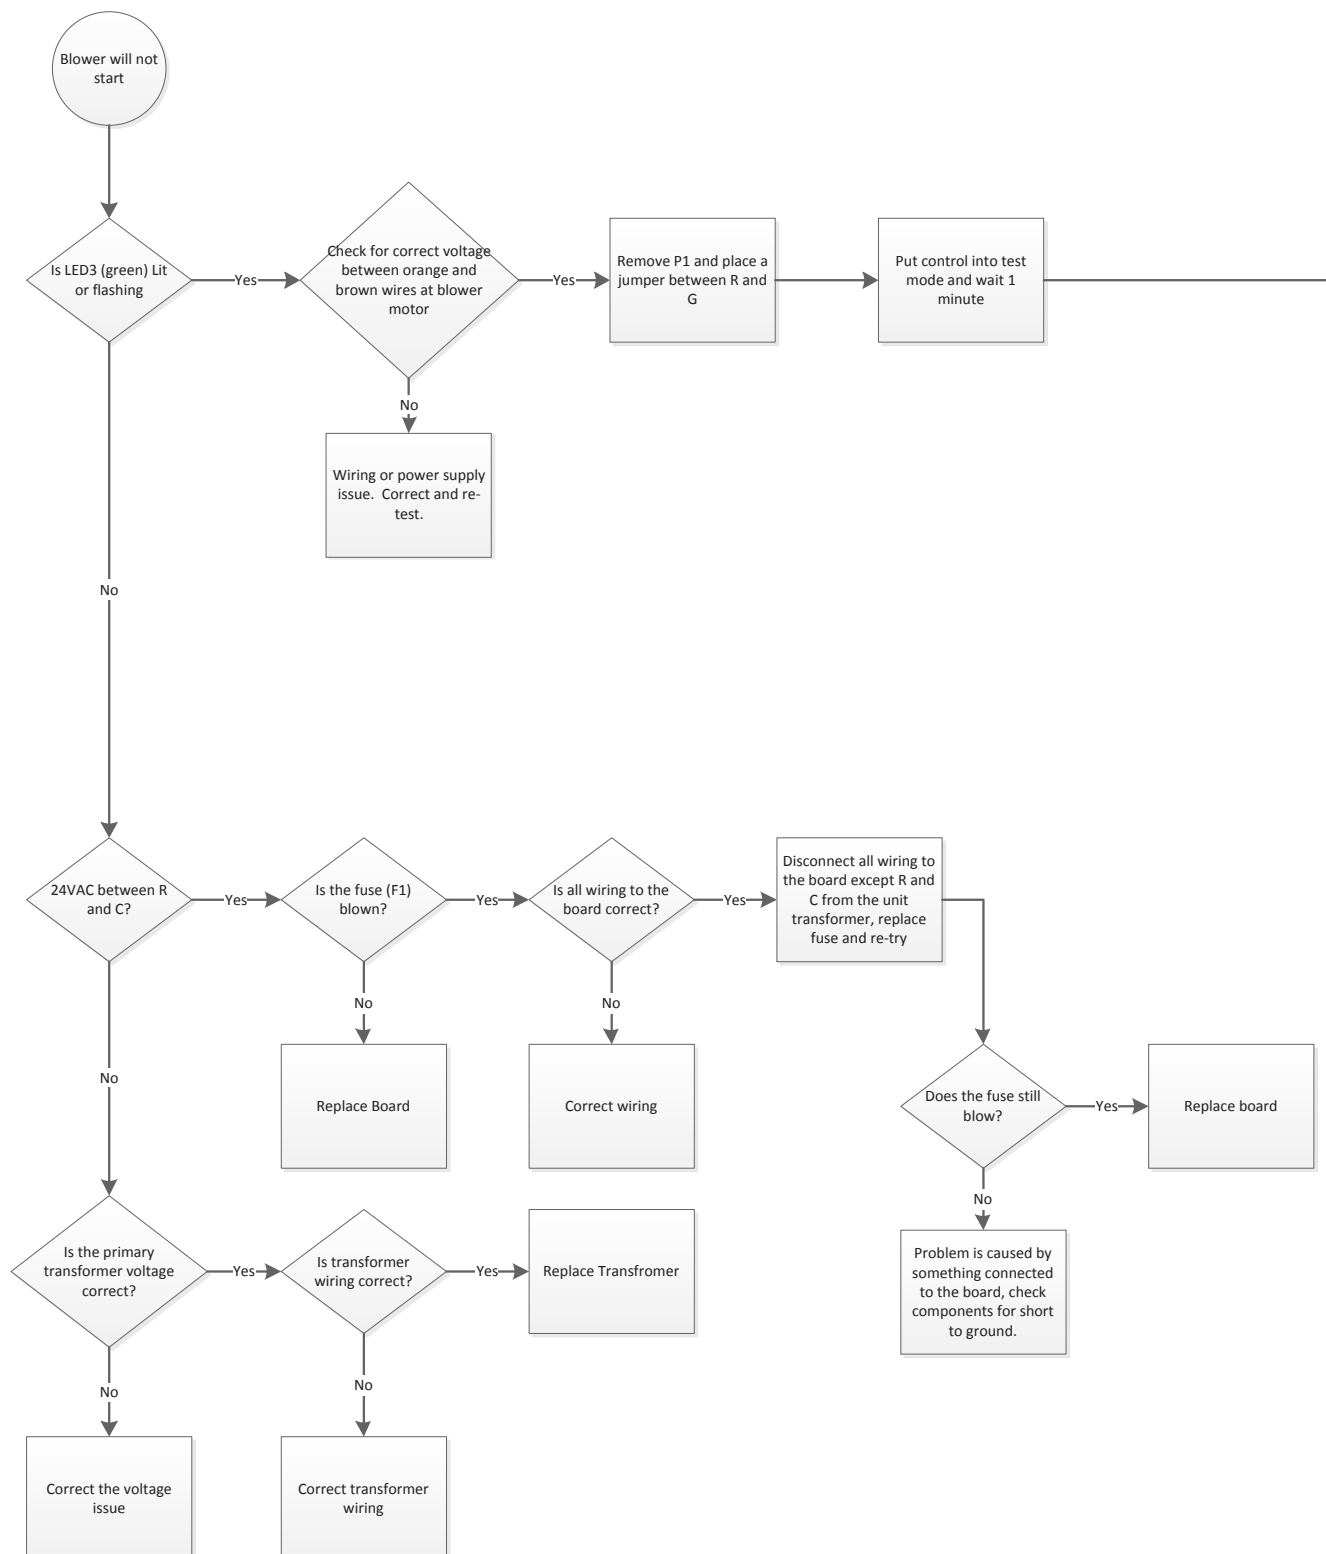 Blower will not
start
Is LED3 (green) Lit
or flashing
Yes
Check for correct voltage
between orange and
brown wires at blower
motor
Yes
Remove P1 and place a
jumper between R and
G
Put control into test
mode and wait 1
minute
No
Wiring or power supply
issue.  Correct and re-
test.
No
24VAC between R
and C?
Yes
Is the fuse (F1)
blown?
Yes
Is all wiring to the
board correct?
Yes
Disconnect all wiring to
the board except R and
C from the unit
transformer, replace
fuse and re-try
No
Replace Board
No
Correct wiring
Does the fuse still
blow?
Yes
Replace board
No
Problem is caused by
something connected
to the board, check
components for short
to ground.
No
Is the primary
transformer voltage
correct?
Yes
Is transformer
wiring correct?
Yes
Replace Transfromer
No
Correct the voltage
issue
No
Correct transformer
wiring